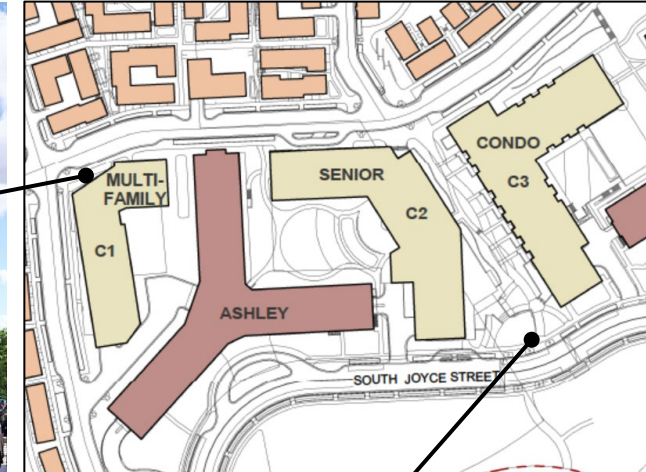 MULTI-
FAMILY
C1
ASHLEY
SENIOR
C2
CONDO
C3
SOUTH JOYCE STREET